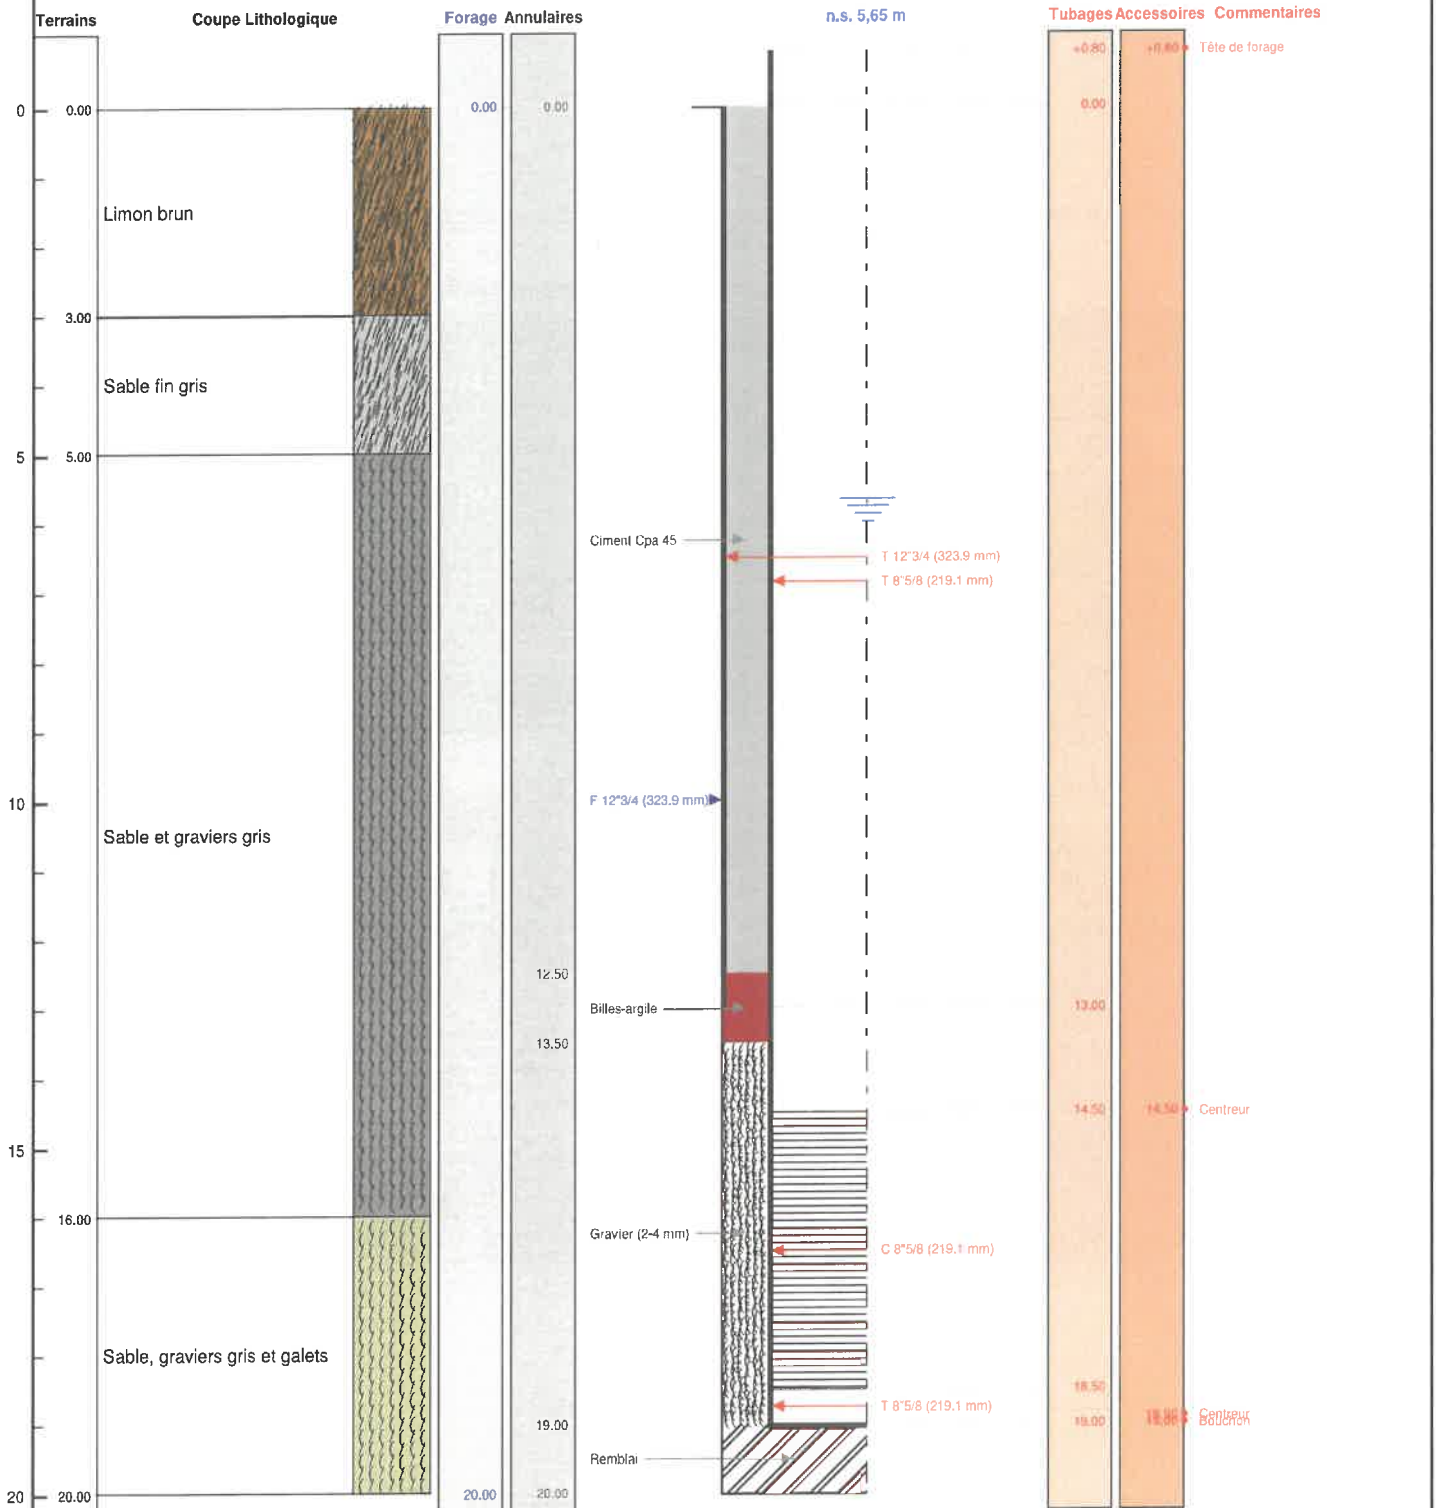 Terrains Coupe Lithologique Forage Annulaires n.s. 5,65 m Tubages Accessoires Commentaires
+0.80 +0.80 Tête de forage
0 0.00 0.00 0.00 0.00
Limon brun
3.00
Sable fin gris
5 5.00
Ciment Cpa 45
T 12"3/4 (323.9 mm)
T 8"5/8 (219.1 mm)
10 F 12"3/4 (323.9 mm)
Sable et graviers gris
12.50
Billes-argile 13.00
13.50
14.50 14.50 Centreur
15
16.00
Gravier (2-4 mm)
C 8"5/8 (219.1 mm)
Sable, graviers gris et galets
18.50
T 8"5/8 (219.1 mm) Centreur
19.00 19.00 19.00 Bouchon
Remblai
20 20.00 20.00 20.00